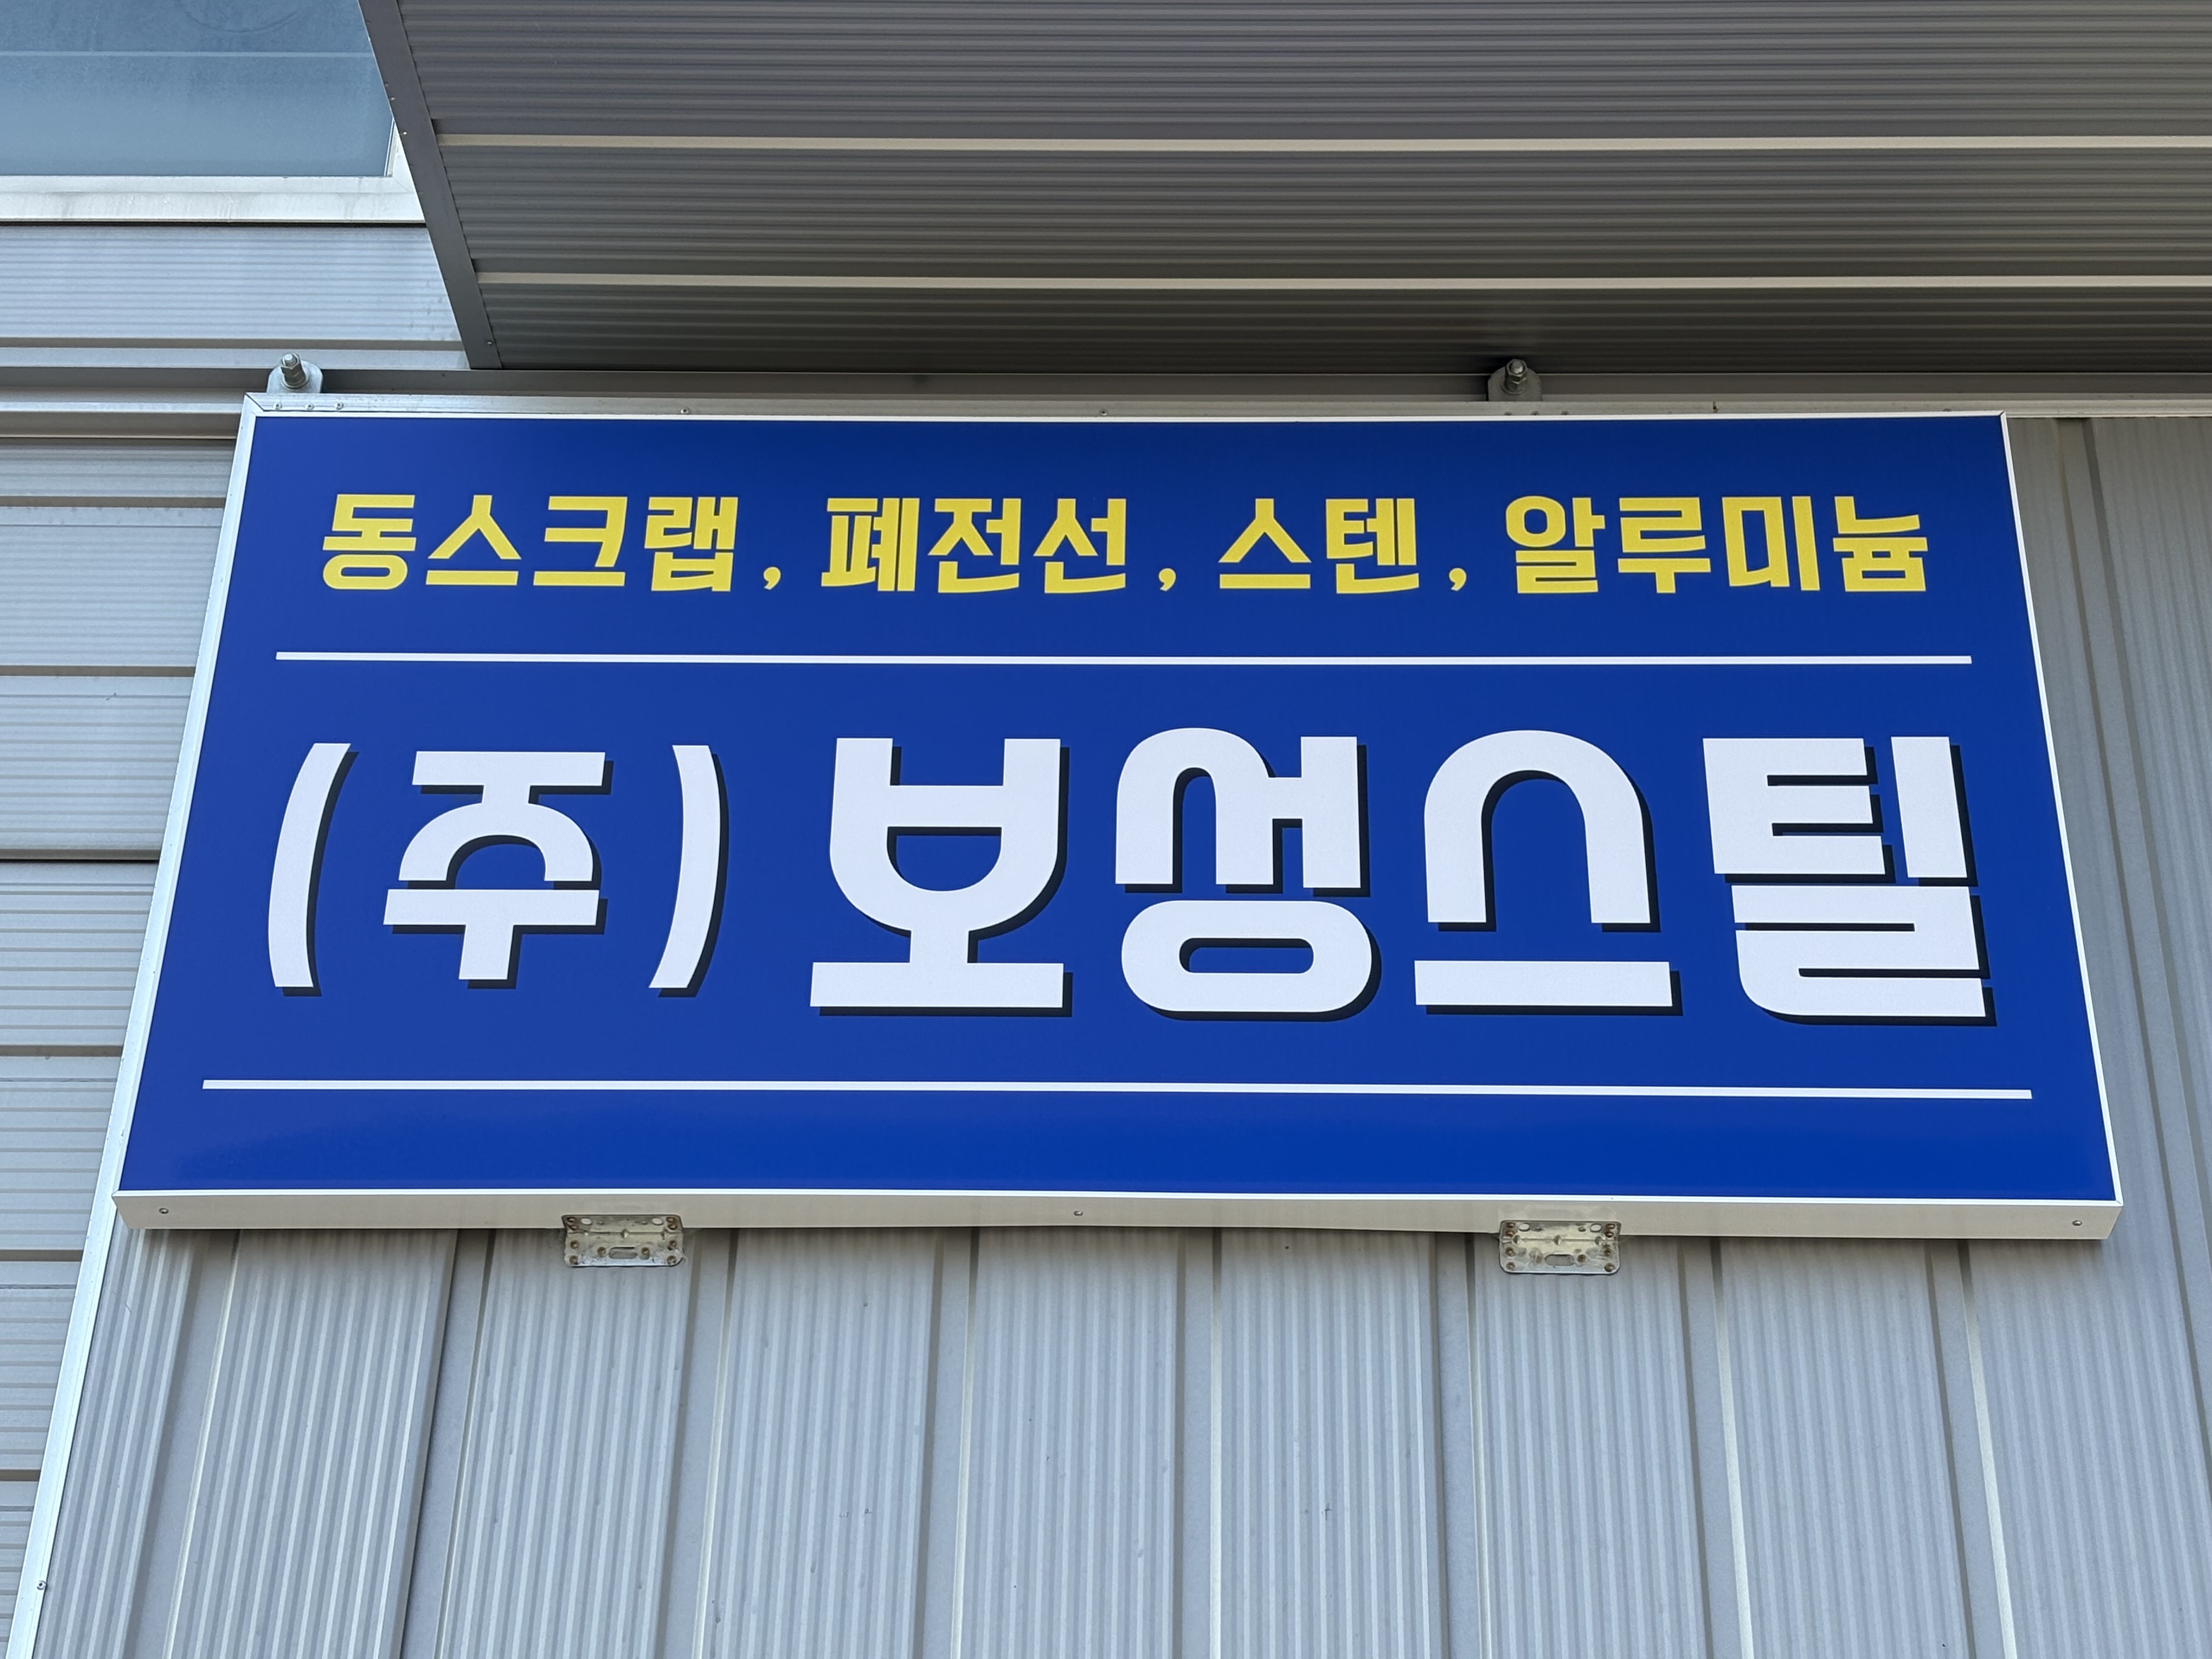 동스크랩, 폐전선, 스텐, 알루미늄
(주)보성스틸